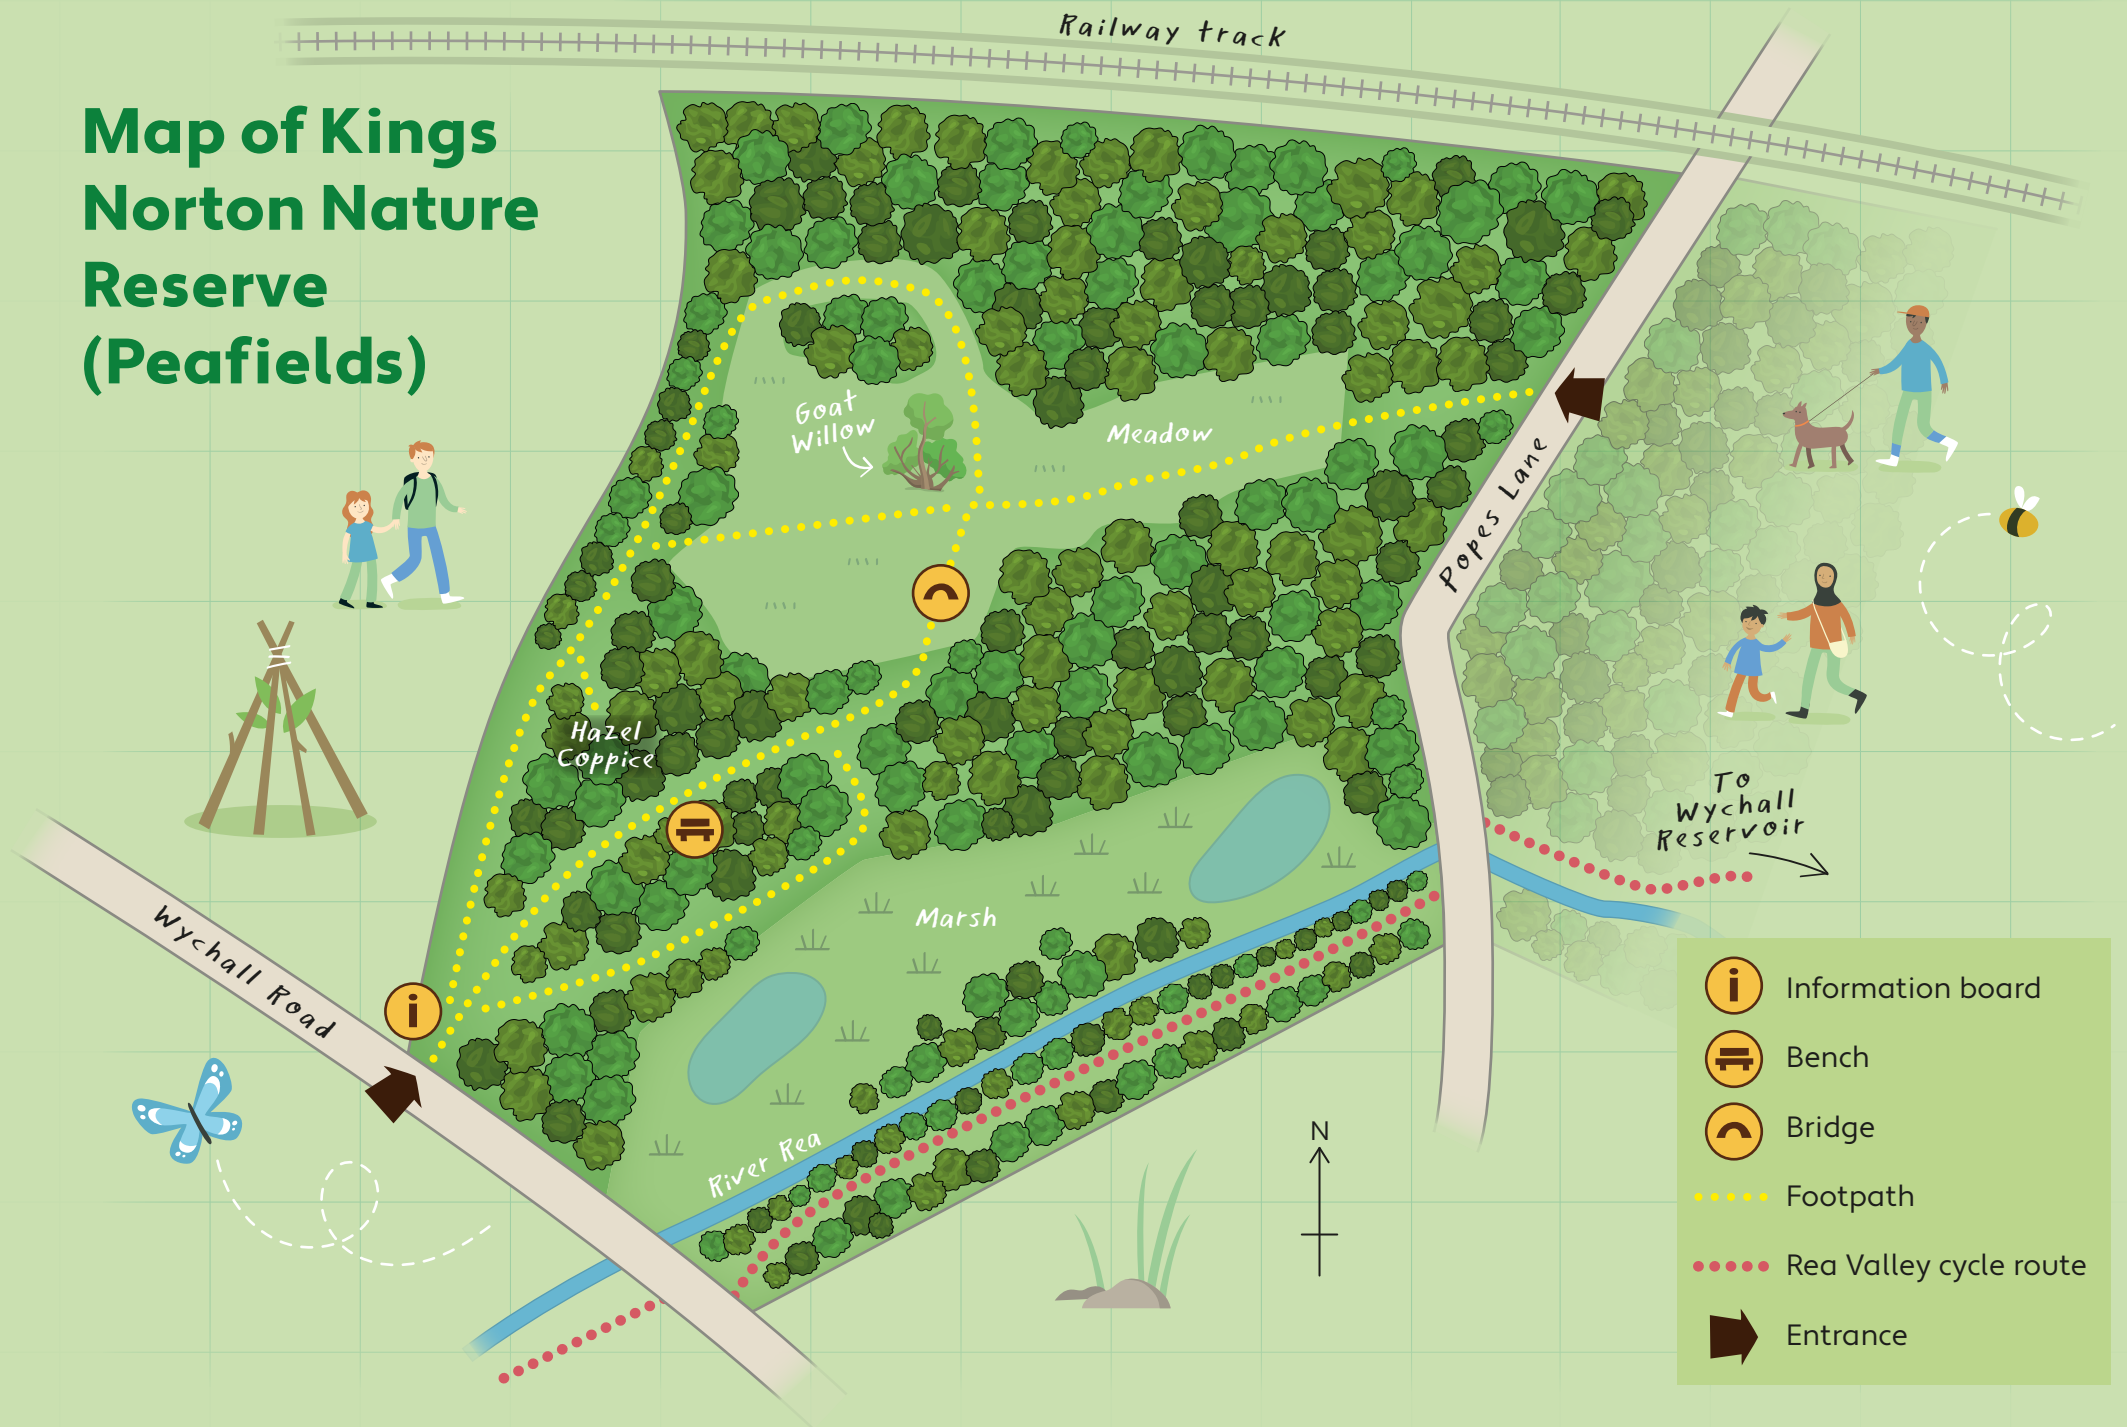 Railway track
Map of Kings
Norton Nature
Reserve
(Peafields)
Goat
Willow
Meadow
Popes Lane
Hazel
Coppice
To
Wychall
Reservoir
Wychall Road
Marsh
River Rea
N
i
i
Information board
Bench
Bridge
Footpath
Rea Valley cycle route
Entrance